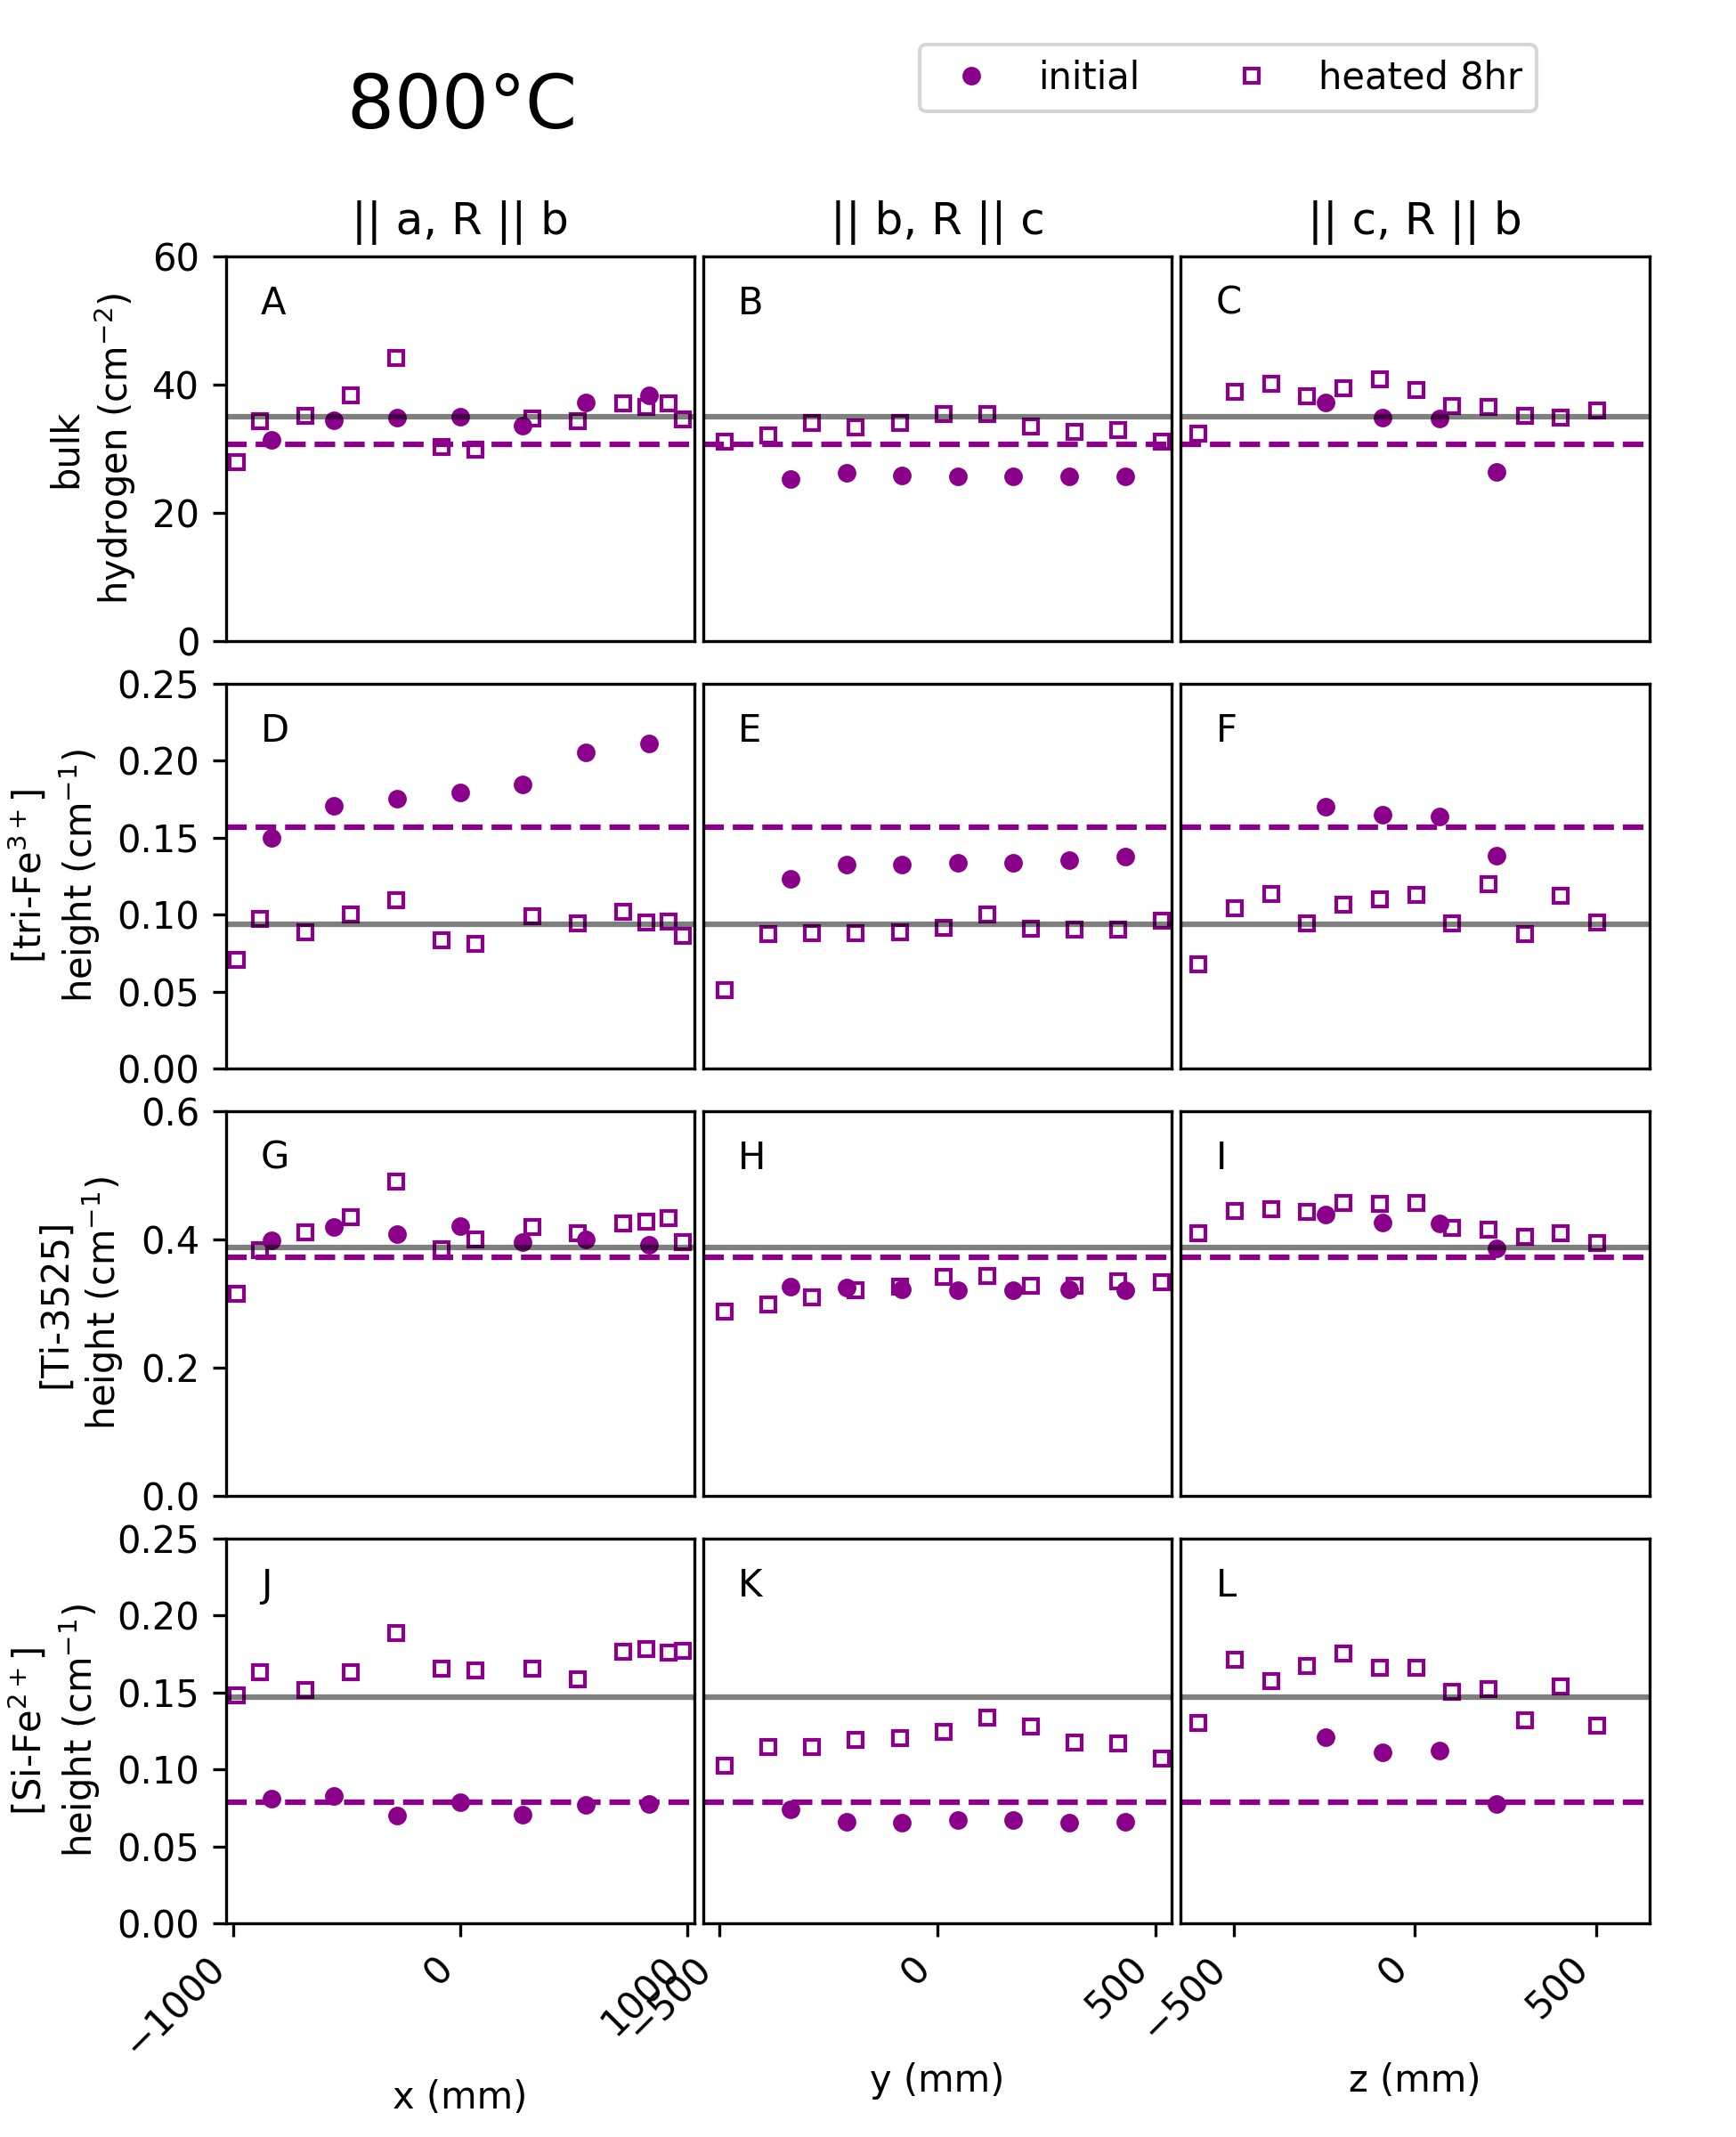 800°C
initial
heated 8hr
|| a, R || b
|| b, R || c
|| c, R || b
bulk
hydrogen (cm⁻²)
60
40
20
0
A
B
C
[tri-Fe³⁺]
height (cm⁻¹)
0.25
0.20
0.15
0.10
0.05
0.00
D
E
F
[Ti-3525]
height (cm⁻¹)
0.6
0.4
0.2
0.0
G
H
I
[Si-Fe²⁺]
height (cm⁻¹)
0.25
0.20
0.15
0.10
0.05
0.00
J
K
L
−1000
0
1000
−500
0
500
−500
0
500
x (mm)
y (mm)
z (mm)